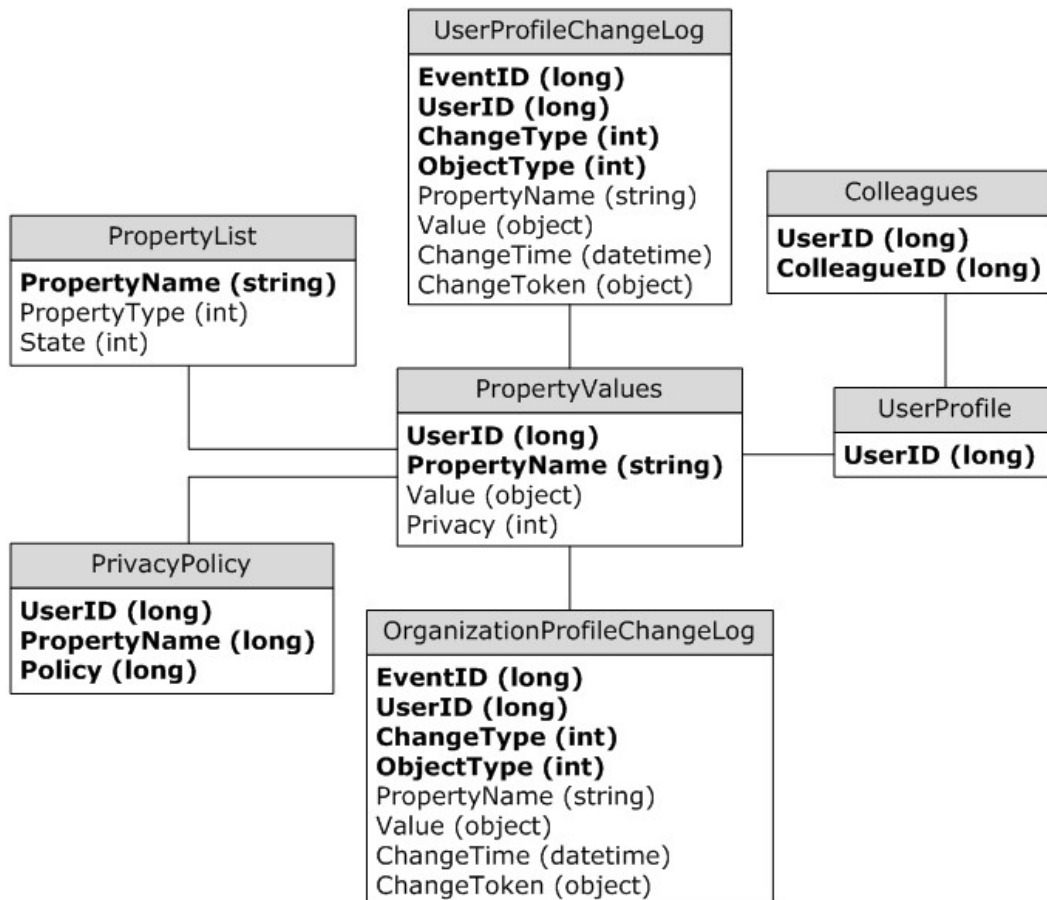 UserProfileChangeLog
EventID (long)
UserID (long)
ChangeType (int)
ObjectType (int)
PropertyName (string)
Value (object)
ChangeTime (datetime)
ChangeToken (object)
Colleagues
UserID (long)
ColleagueID (long)
PropertyList
PropertyName (string)
PropertyType (int)
State (int)
PropertyValues
UserID (long)
PropertyName (string)
Value (object)
Privacy (int)
UserProfile
UserID (long)
PrivacyPolicy
UserID (long)
PropertyName (long)
Policy (long)
OrganizationProfileChangeLog
EventID (long)
UserID (long)
ChangeType (int)
ObjectType (int)
PropertyName (string)
Value (object)
ChangeTime (datetime)
ChangeToken (object)